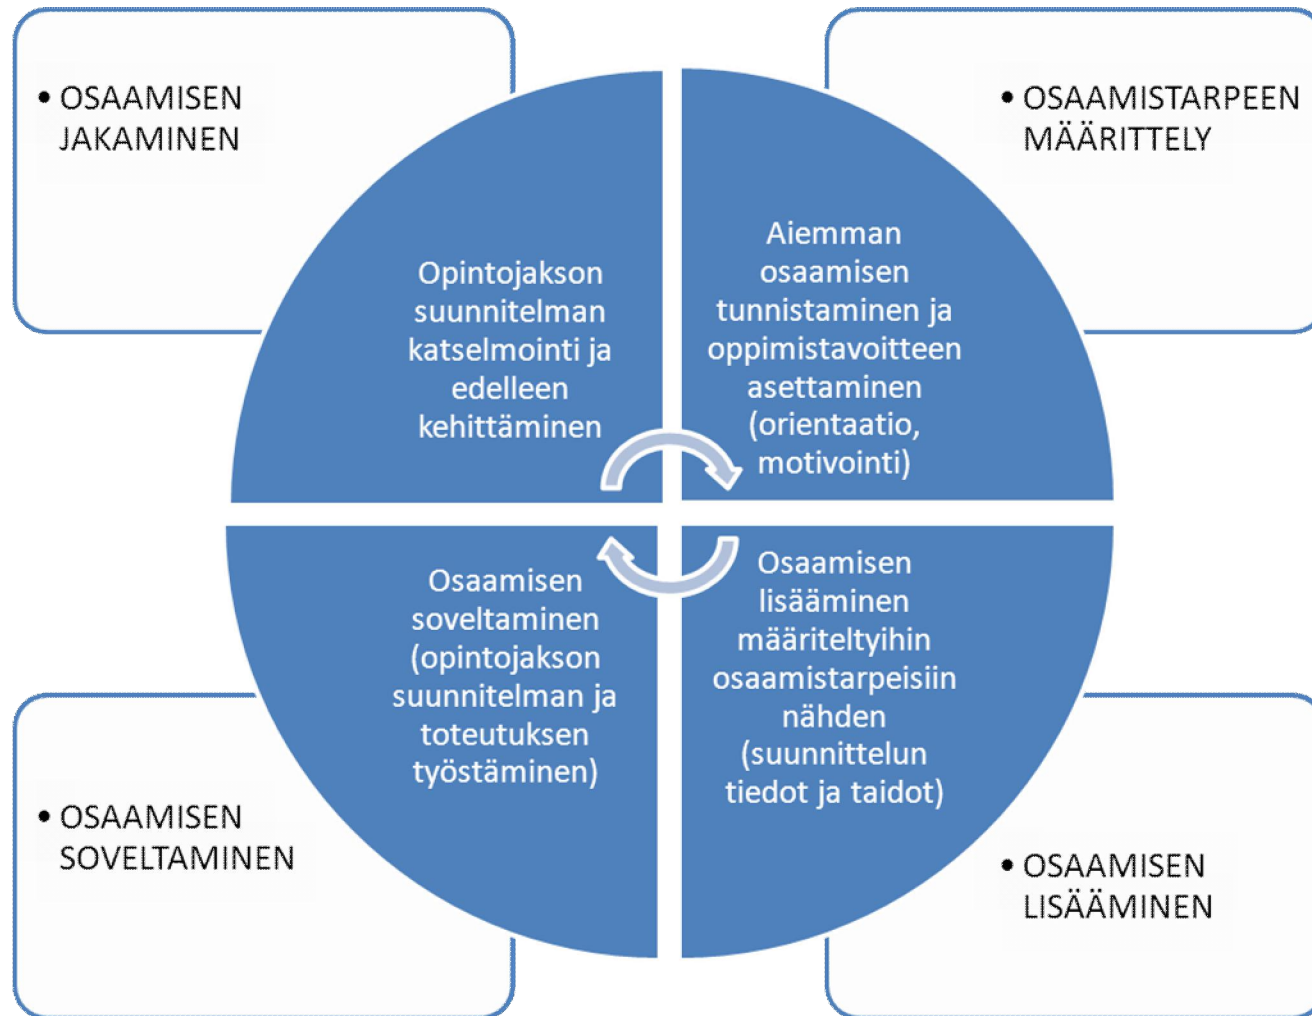 • OSAAMISEN
JAKAMINEN
• OSAAMISTARPEEN
MÄÄRITTELY
Opintojakson
suunnitelman
katselmointi ja
edelleen
kehittäminen
Aiemman
osaamisen
tunnistaminen ja
oppimistavoitteen
asettaminen
(orientaatio,
motivointi)
Osaamisen
soveltaminen
(opintojakson
suunnitelman ja
toteutuksen
työstäminen)
Osaamisen
lisääminen
määriteltyihin
osaamistarpeisiin
nähden
(suunnittelun
tiedot ja taidot)
• OSAAMISEN
SOVELTAMINEN
• OSAAMISEN
LISÄÄMINEN